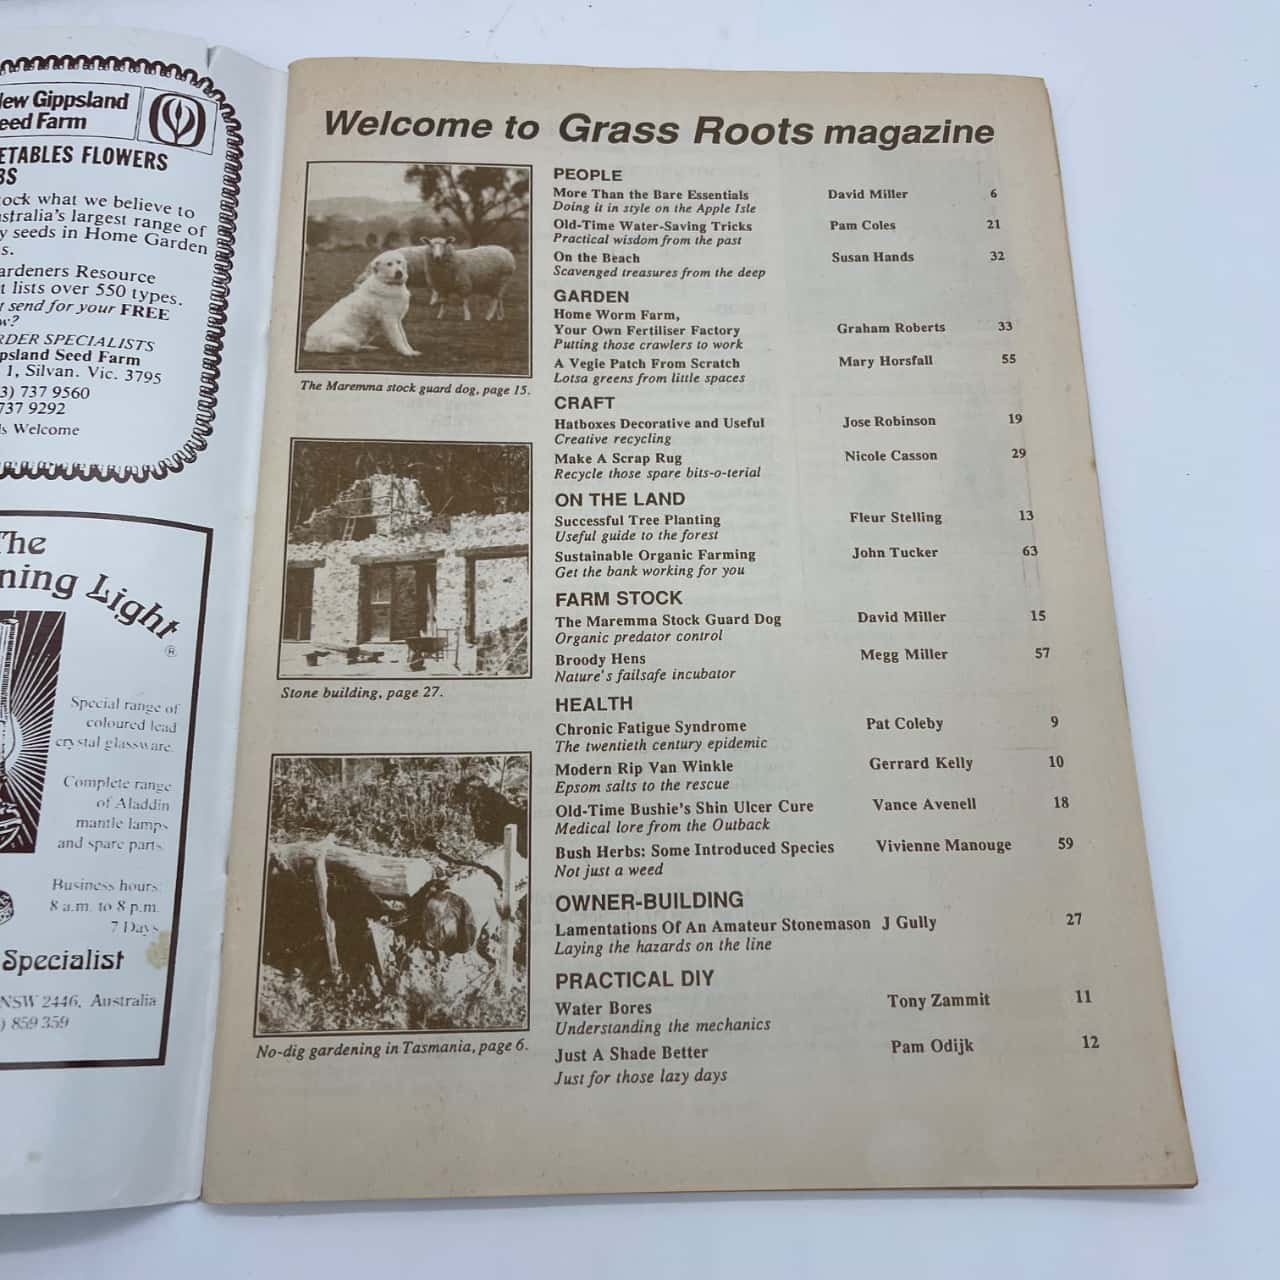 New Gippsland
Seed Farm
VEGETABLES FLOWERS
stock what we believe to
Australia's largest range of
seeds in Home Garden
Gardeners Resource
lists over 550 types.
send for your FREE
ORDER SPECIALISTS
Gippsland Seed Farm
1, Silvan. Vic. 3795
737 9560
737 9292
Welcome
The
Light
®
Special range of
coloured lead
crystal glassware.
Complete range
of Aladdin
mantle lamps
and spare parts.
Business hours:
8 a.m. to 8 p.m.
7 Days
Specialist
NSW 2446, Australia
859 359
Welcome to Grass Roots magazine
The Maremma stock guard dog, page 15.
Stone building, page 27.
No-dig gardening in Tasmania, page 6.
PEOPLE
More Than the Bare Essentials David Miller 6
Doing it in style on the Apple Isle
Old-Time Water-Saving Tricks Pam Coles 21
Practical wisdom from the past
On the Beach Susan Hands 32
Scavenged treasures from the deep
GARDEN
Home Worm Farm,
Your Own Fertiliser Factory Graham Roberts 33
Putting those crawlers to work
A Vegie Patch From Scratch Mary Horsfall 55
Lotsa greens from little spaces
CRAFT
Hatboxes Decorative and Useful Jose Robinson 19
Creative recycling
Make A Scrap Rug Nicole Casson 29
Recycle those spare bits-o-terial
ON THE LAND
Successful Tree Planting Fleur Stelling 13
Useful guide to the forest
Sustainable Organic Farming John Tucker 63
Get the bank working for you
FARM STOCK
The Maremma Stock Guard Dog David Miller 15
Organic predator control
Broody Hens Megg Miller 57
Nature's failsafe incubator
HEALTH
Chronic Fatigue Syndrome Pat Coleby 9
The twentieth century epidemic
Modern Rip Van Winkle Gerrard Kelly 10
Epsom salts to the rescue
Old-Time Bushie's Shin Ulcer Cure Vance Avenell 18
Medical lore from the Outback
Bush Herbs: Some Introduced Species Vivienne Manouge 59
Not just a weed
OWNER-BUILDING
Lamentations Of An Amateur Stonemason J Gully 27
Laying the hazards on the line
PRACTICAL DIY
Water Bores Tony Zammit 11
Understanding the mechanics
Just A Shade Better Pam Odijk 12
Just for those lazy days